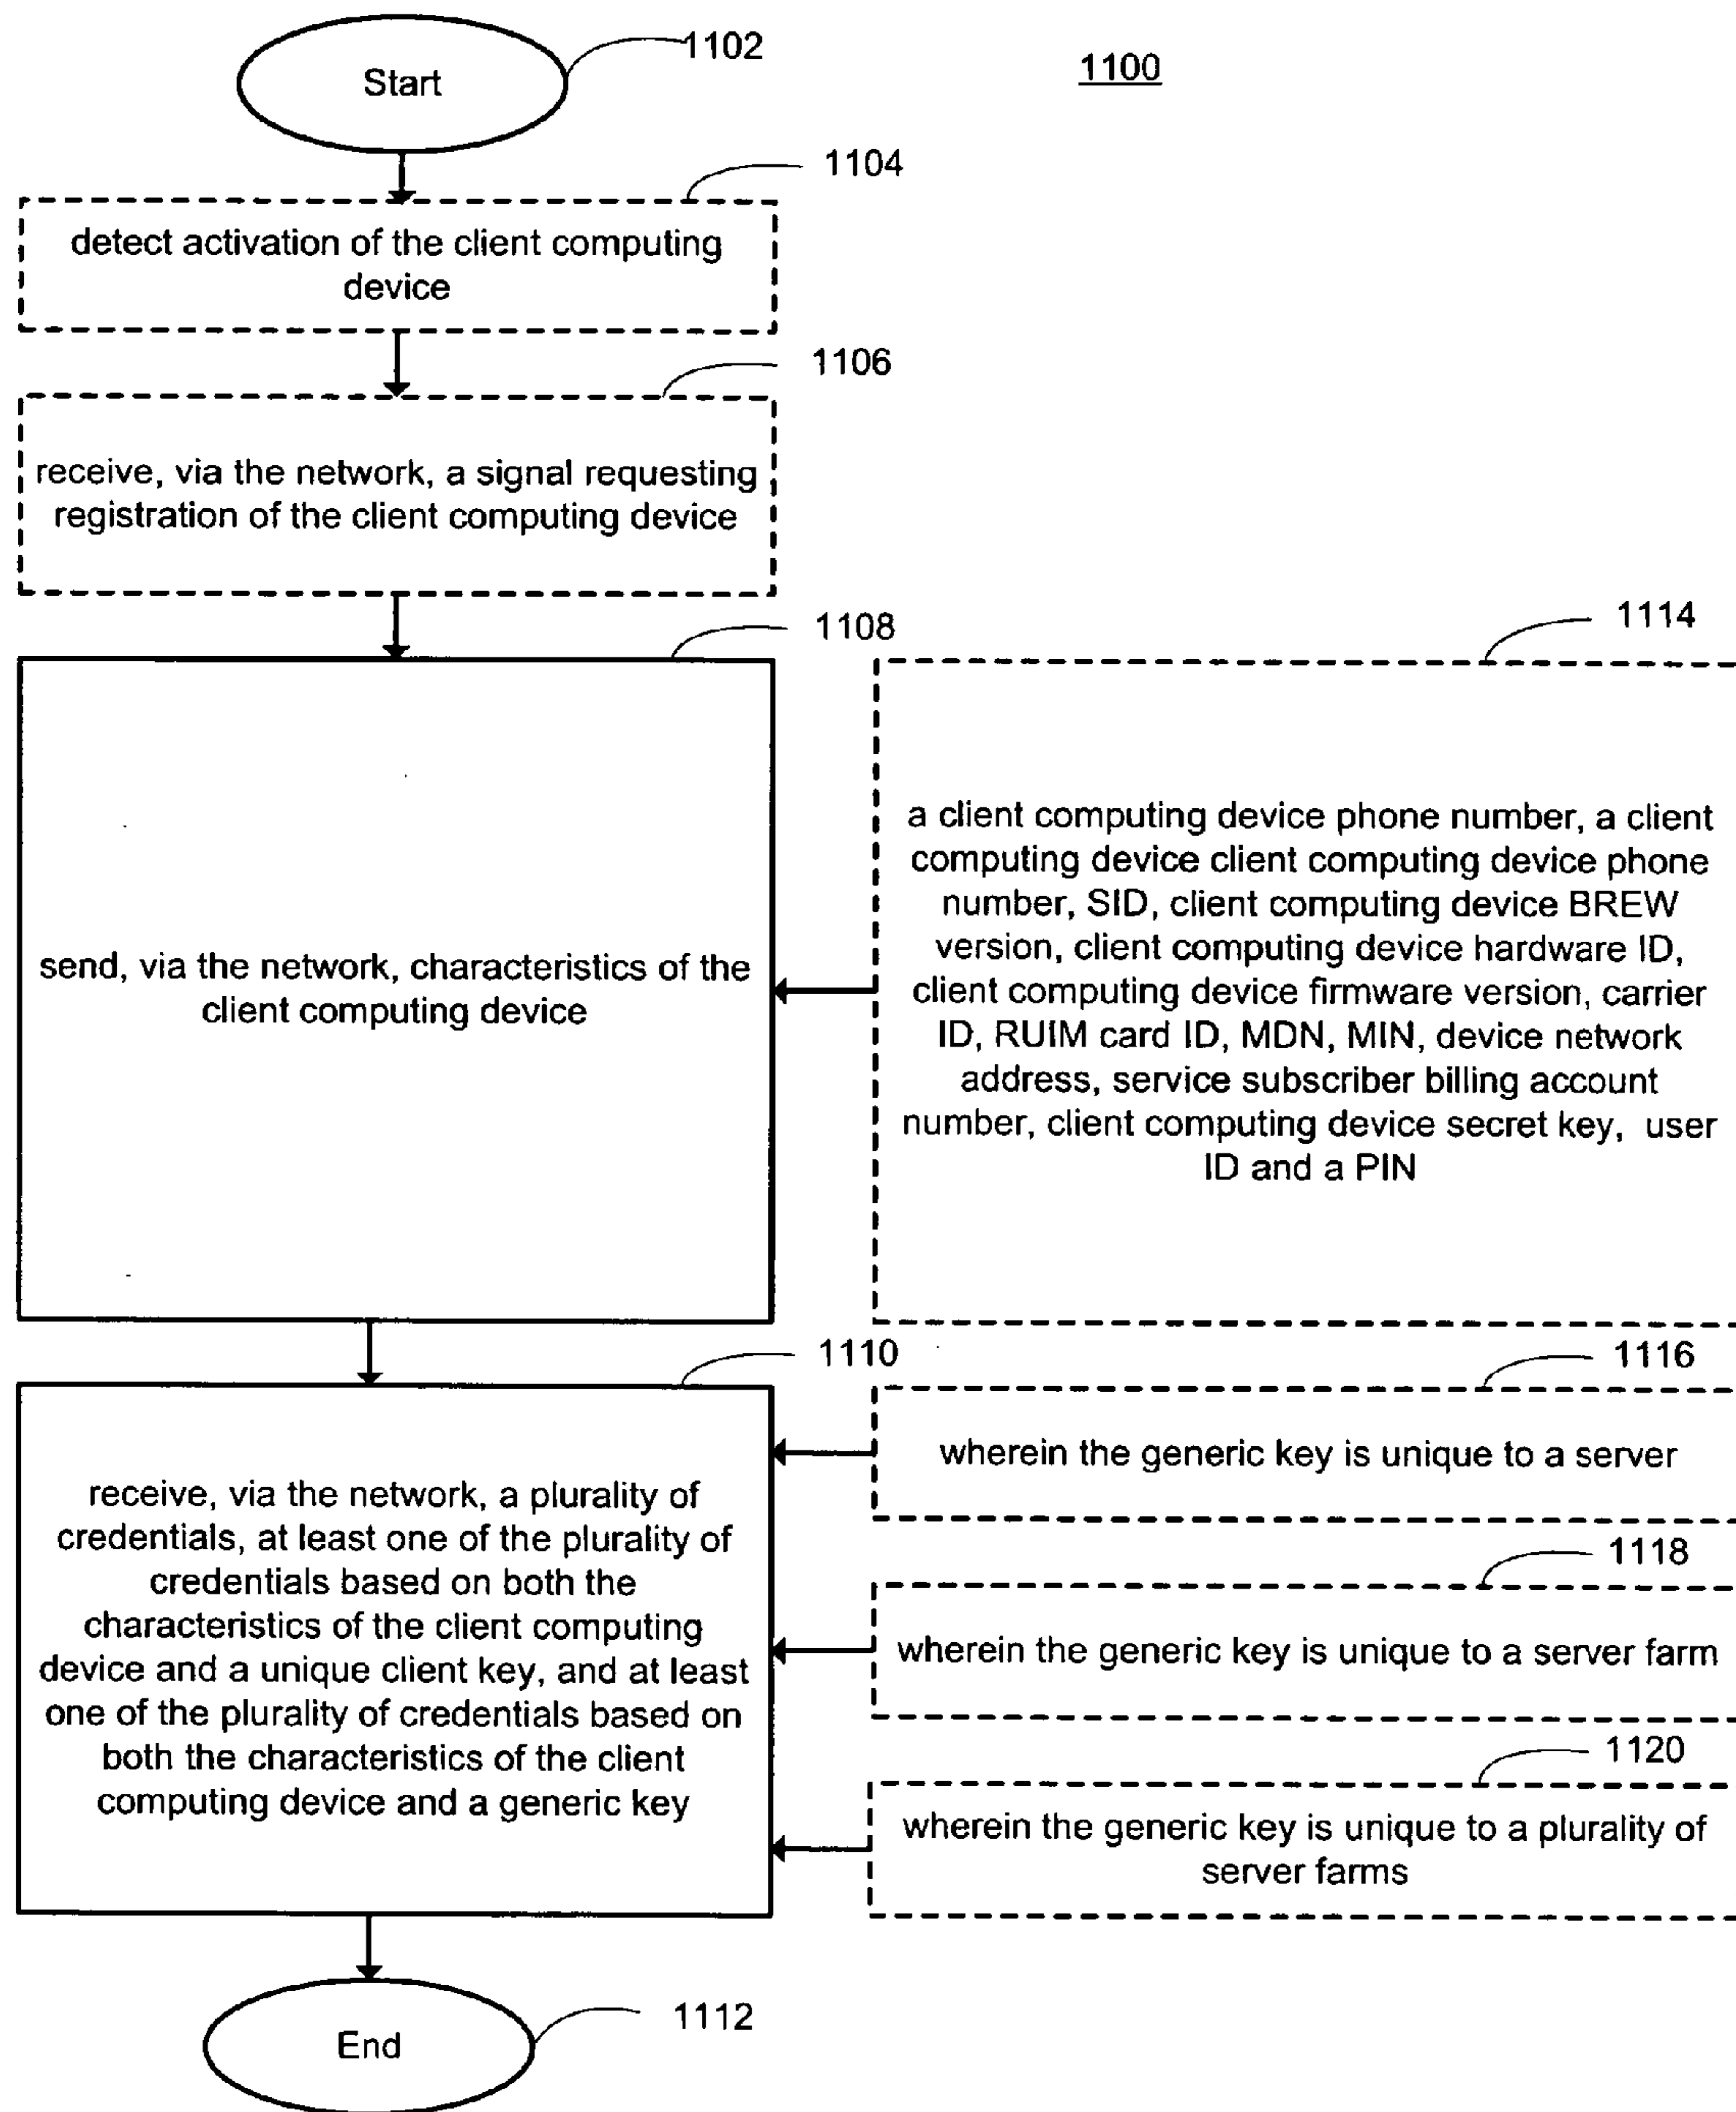 1102
1100
Start
1104
detect activation of the client computing
device
1106
receive, via the network, a signal requesting
registration of the client computing device
1108
send, via the network, characteristics of the
client computing device
1114
a client computing device phone number, a client
computing device client computing device phone
number, SID, client computing device BREW
version, client computing device hardware ID,
client computing device firmware version, carrier
ID, RUIM card ID, MDN, MIN, device network
address, service subscriber billing account
number, client computing device secret key, user
ID and a PIN
1110
receive, via the network, a plurality of
credentials, at least one of the plurality of
credentials based on both the
characteristics of the client computing
device and a unique client key, and at least
one of the plurality of credentials based on
both the characteristics of the client
computing device and a generic key
1116
wherein the generic key is unique to a server
1118
wherein the generic key is unique to a server farm
1120
wherein the generic key is unique to a plurality of
server farms
End
1112